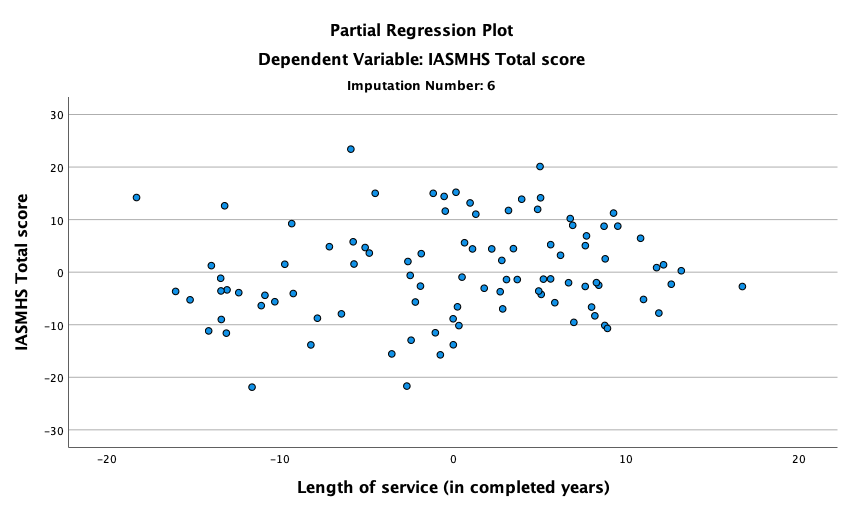 Partial Regression Plot
Dependent Variable: IASMHS Total score
Imputation Number: 6
IASMHS Total score
30
20
10
0
-10
-20
-30
-20
-10
0
10
20
Length of service (in completed years)